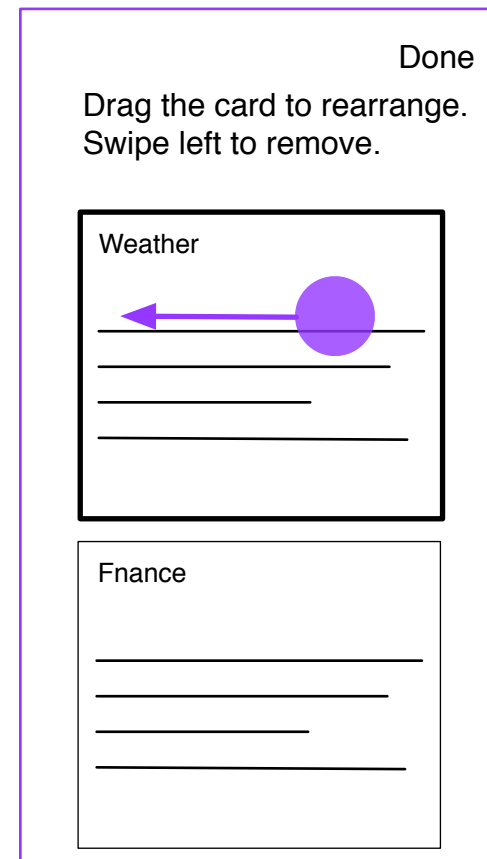 Done
Drag the card to rearrange.
Swipe left to remove.
Weather
Fnance